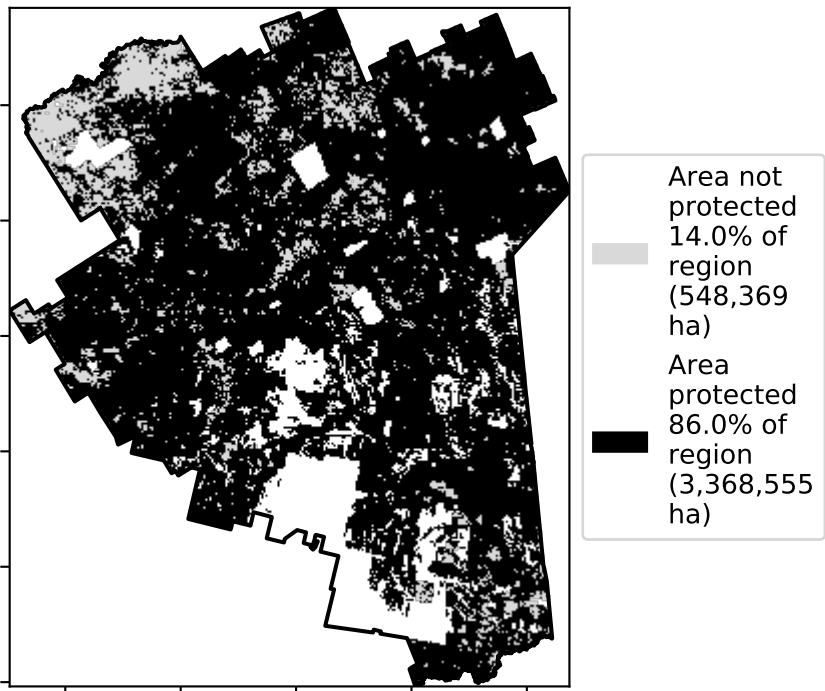 Area not
protected
14.0% of
region
(548,369
ha)
Area
protected
86.0% of
region
(3,368,555
ha)